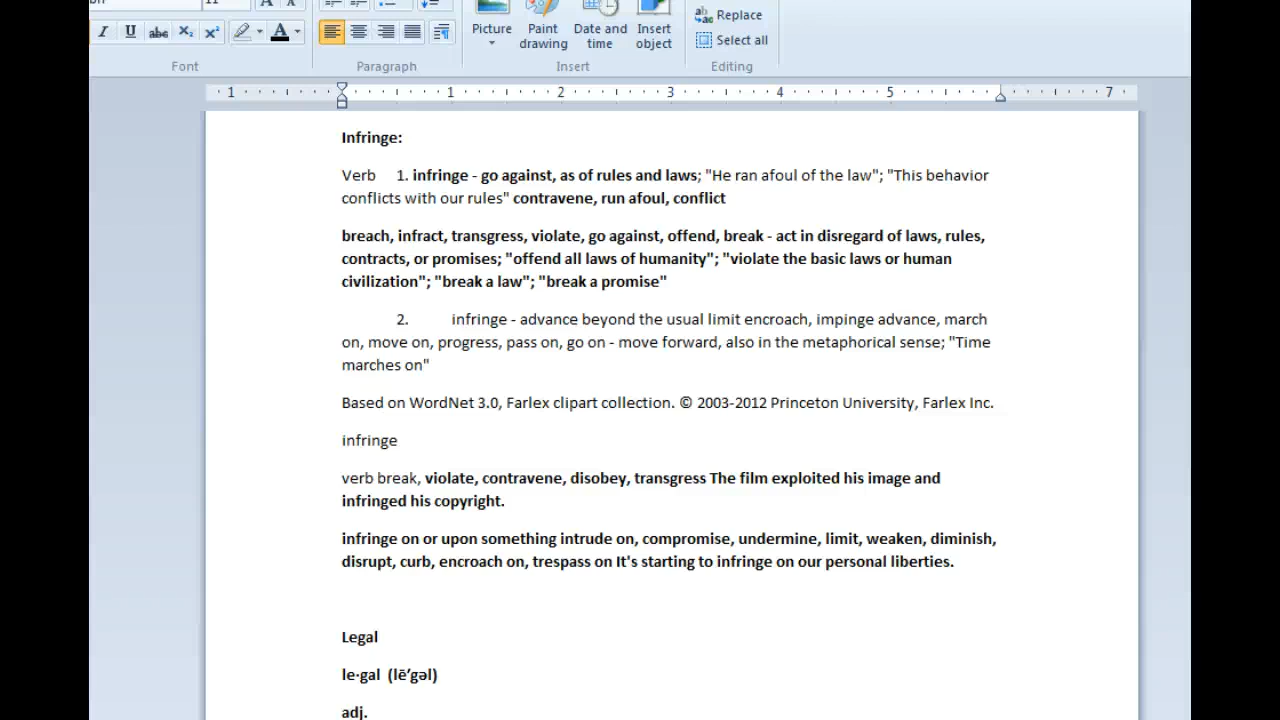 11
Replace
Picture
Paint drawing
Date and time
Insert object
Select all
Font
Paragraph
Insert
Editing
1 1 2 3 4 5 7
Infringe:
Verb 1. infringe - go against, as of rules and laws; "He ran afoul of the law"; "This behavior
conflicts with our rules" contravene, run afoul, conflict
breach, infract, transgress, violate, go against, offend, break - act in disregard of laws, rules,
contracts, or promises; "offend all laws of humanity"; "violate the basic laws or human
civilization"; "break a law"; "break a promise"
2. infringe - advance beyond the usual limit encroach, impinge advance, march
on, move on, progress, pass on, go on - move forward, also in the metaphorical sense; "Time
marches on"
Based on WordNet 3.0, Farlex clipart collection. © 2003-2012 Princeton University, Farlex Inc.
infringe
verb break, violate, contravene, disobey, transgress The film exploited his image and
infringed his copyright.
infringe on or upon something intrude on, compromise, undermine, limit, weaken, diminish,
disrupt, curb, encroach on, trespass on It's starting to infringe on our personal liberties.
Legal
le·gal (lē′gəl)
adj.